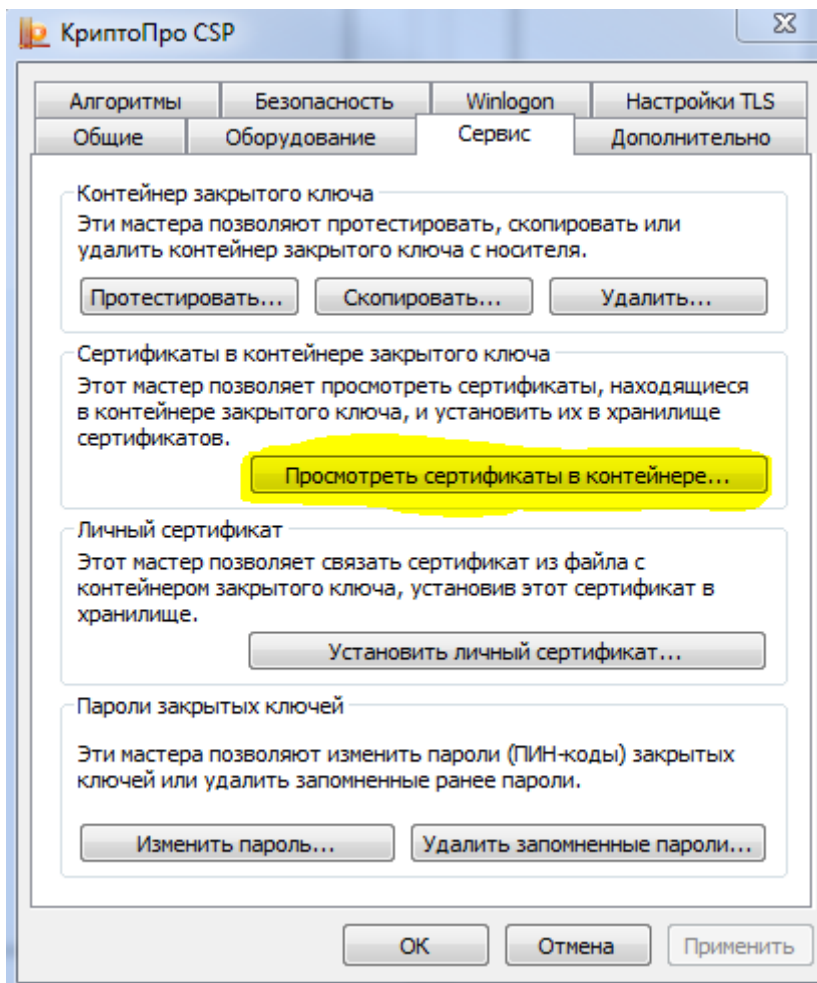 КриптоПро CSP
Алгоритмы Безопасность Winlogon Настройки TLS
Общие Оборудование Сервис Дополнительно
Контейнер закрытого ключа
Эти мастера позволяют протестировать, скопировать или
удалить контейнер закрытого ключа с носителя.
Протестировать... Скопировать... Удалить...
Сертификаты в контейнере закрытого ключа
Этот мастер позволяет просмотреть сертификаты, находящиеся
в контейнере закрытого ключа, и установить их в хранилище
сертификатов.
Просмотреть сертификаты в контейнере...
Личный сертификат
Этот мастер позволяет связать сертификат из файла с
контейнером закрытого ключа, установив этот сертификат в
хранилище.
Установить личный сертификат...
Пароли закрытых ключей
Эти мастера позволяют изменить пароли (ПИН-коды) закрытых
ключей или удалить запомненные ранее пароли.
Изменить пароль... Удалить запомненные пароли...
ОК Отмена Применить